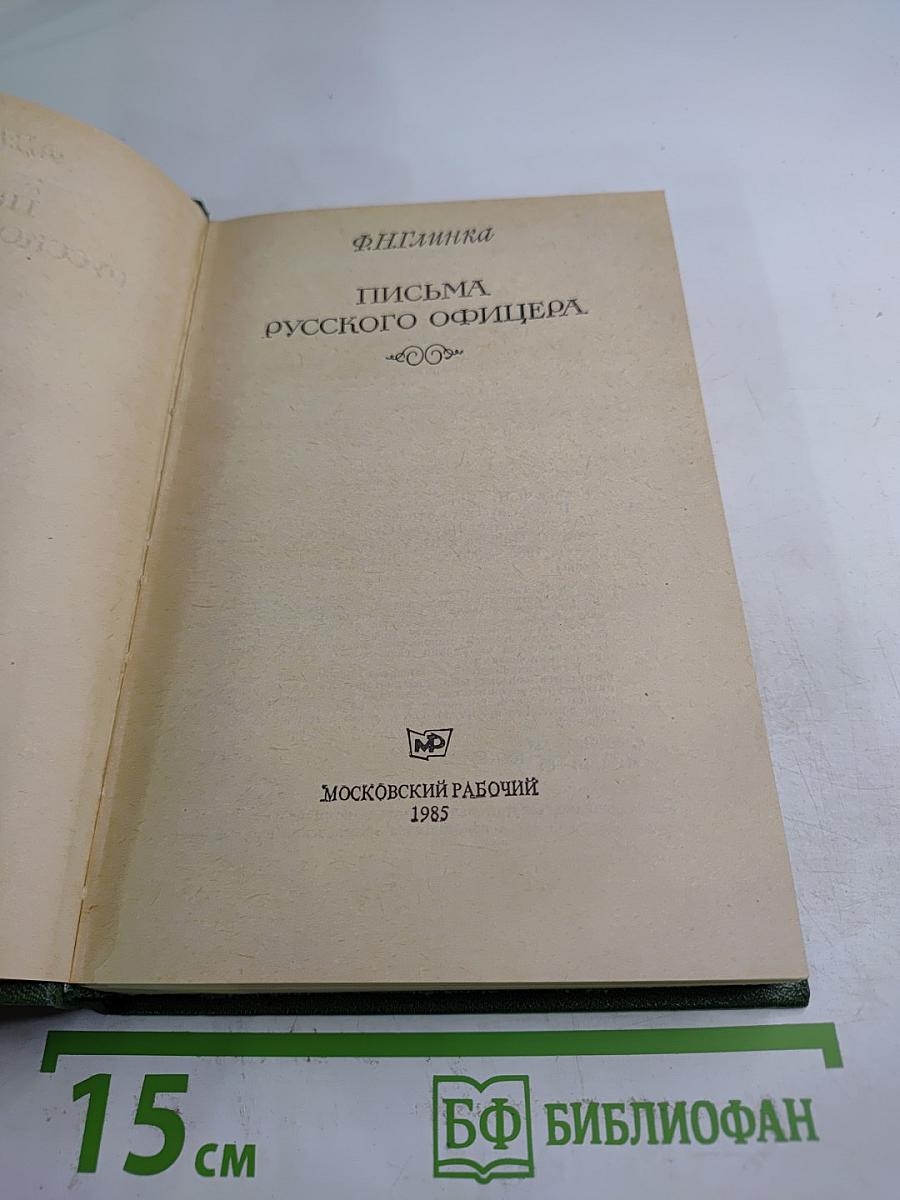 Ф.Н.Глинка
ПИСЬМА
РУССКОГО ОФИЦЕРА
МР
МОСКОВСКИЙ РАБОЧИЙ
1985
15 см
БФ БИБЛИОФАН